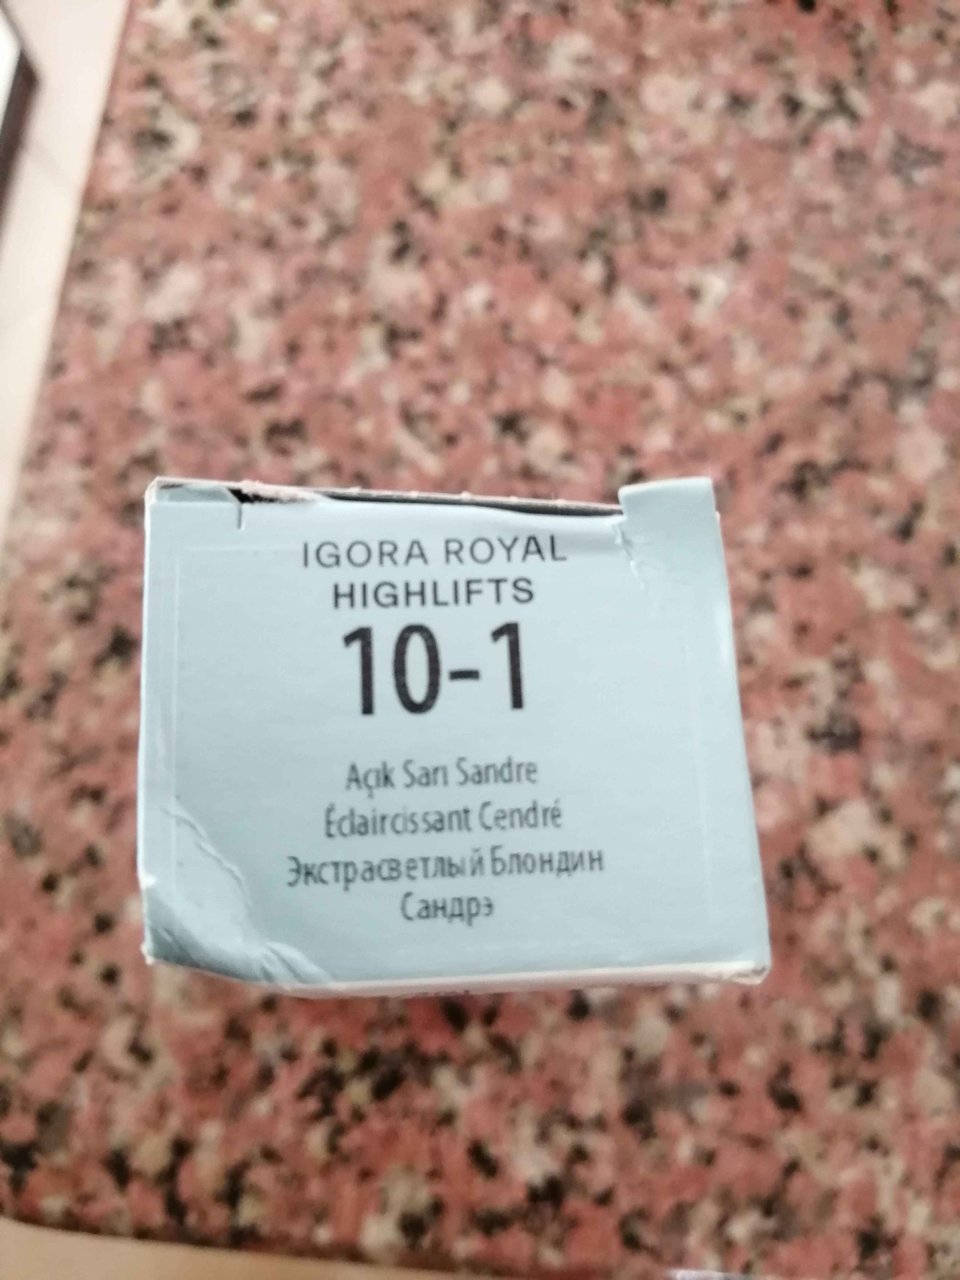 IGORA ROYAL
HIGHLIFTS
10-1
Açık Sarı Sandre
Éclaircissant Cendré
Экстрасветлый Блондин
Сандрэ